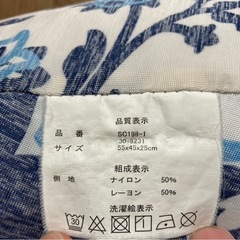 品質表示
品番 SC198-1
30-8231
サイズ 55x45x25cm
組成表示
側地 ナイロン 50%
レーヨン 50%
洗濯絵表示
30